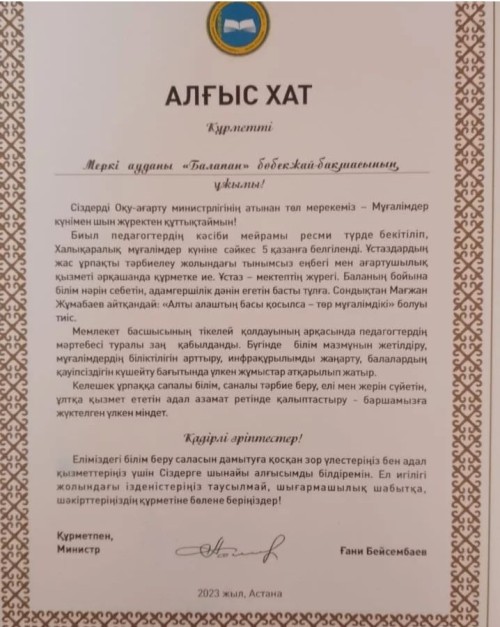 АЛҒЫС ХАТ
Құрметті
Меркі ауданы «Балапан» бөбекжай-бақшасының
ұжымы!
Сіздерді Оқу-ағарту министрлігінің атынан төл мерекеміз – Мұғалімдер
күнімен шын жүректен құттықтаймын!
Биыл педагогтердің кәсіби мейрамы ресми түрде бекітіліп,
Халықаралық мұғалімдер күніне сәйкес 5 қазанға белгіленді. Ұстаздардың
жас ұрпақты тәрбиелеу жолындағы тынымсыз еңбегі мен ағартушылық
қызметі әрқашанда құрметке ие. Ұстаз – мектептің жүрегі. Баланың бойына
білім нәрін себетін, адамгершілік дәнін егетін басты тұлға. Сондықтан Мағжан
Жұмабаев айтқандай: «Алты алаштың басы қосылса – төр мұғалімдікі» болуы
тиіс.
Мемлекет басшысының тікелей қолдауының арқасында педагогтердің
мәртебесі туралы заң қабылданды. Бүгінде білім мазмұнын жетілдіру,
мұғалімдердің біліктілігін арттыру, инфрақұрылымды жаңарту, балалардың
қауіпсіздігін күшейту бағытында үлкен жұмыстар атқарылып жатыр.
Келешек ұрпаққа сапалы білім, саналы тәрбие беру, елі мен жерін сүйетін,
ұлтқа қызмет ететін адал азамат ретінде қалыптастыру - баршамызға
жүктелген үлкен міндет.
Қадірлі әріптестер!
Еліміздегі білім беру саласын дамытуға қосқан зор үлестеріңіз бен адал
қызметтеріңіз үшін Сіздерге шынайы алғысымды білдіремін. Ел игілігі
жолындағы ізденістеріңіз таусылмай, шығармашылық шабытқа,
шәкірттеріңіздің құрметіне бөлене беріңіздер!
Құрметпен,
Министр
Ғани Бейсембаев
2023 жыл, Астана